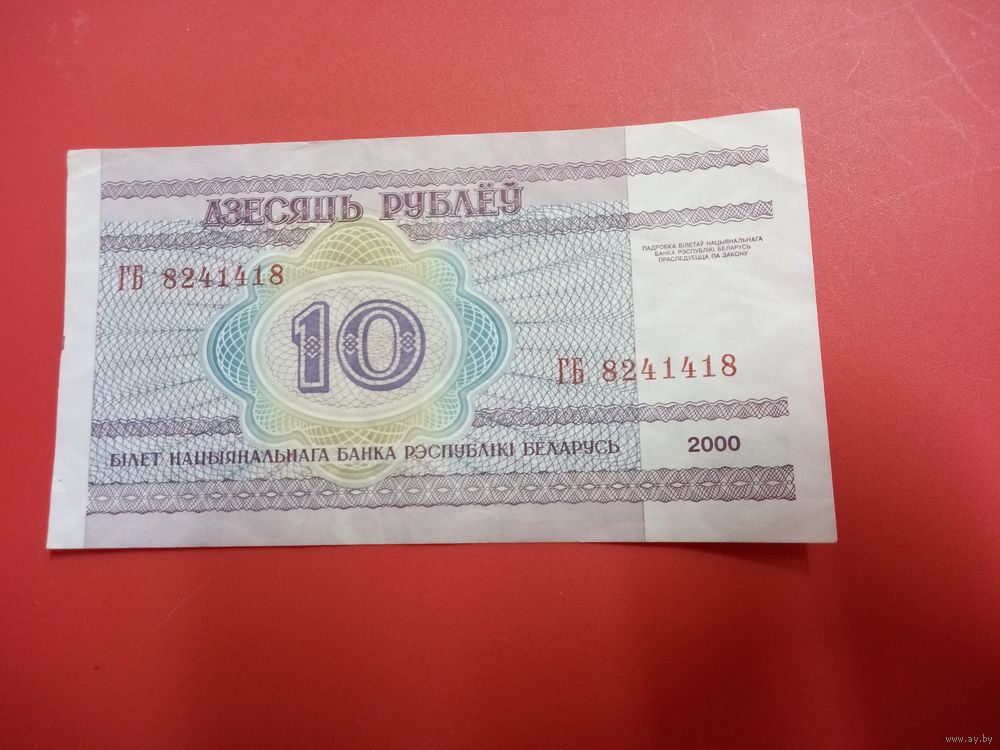 ДЗЕСЯЦЬ РУБЛЁЎ
ПАДРОБКА БІЛЕТАЎ НАЦЫЯНАЛЬНАГА
БАНКА РЭСПУБЛІКІ БЕЛАРУСЬ
ПРАСЛЕДУЕЦЦА ПА ЗАКОНУ
ГБ 8241418
10
ГБ 8241418
БІЛЕТ НАЦЫЯНАЛЬНАГА БАНКА РЭСПУБЛІКІ БЕЛАРУСЬ
2000
www.ay.by